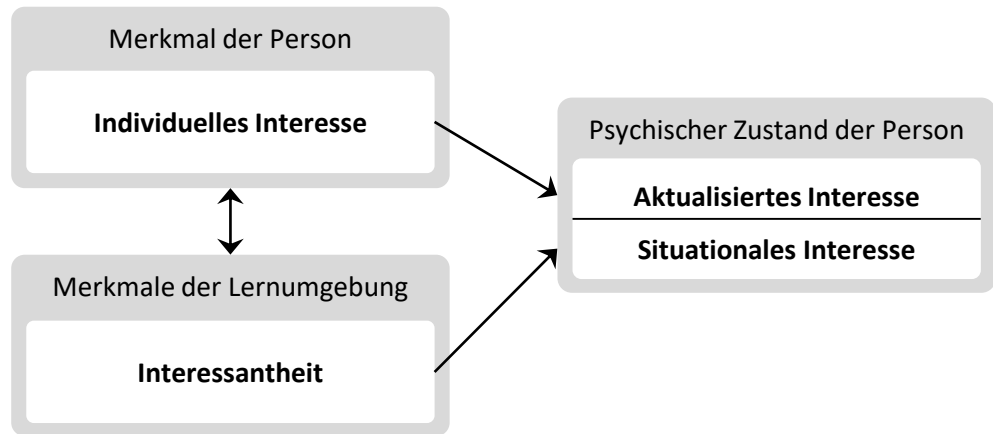 Merkmal der Person
Individuelles Interesse
Merkmale der Lernumgebung
Interessantheit
Psychischer Zustand der Person
Aktualisiertes Interesse
Situationales Interesse